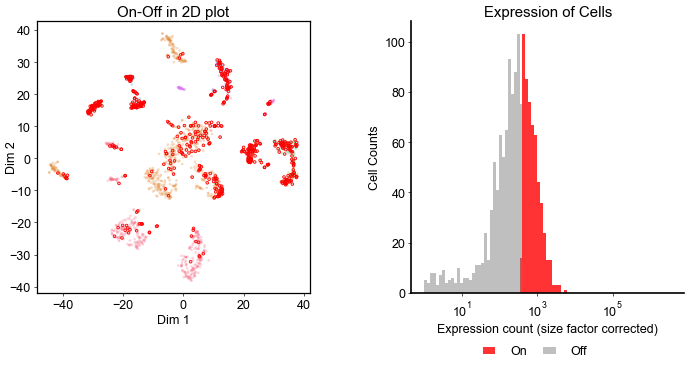 On-Off in 2D plot
40
30
20
10
0
−10
−20
−30
−40
Dim 2
−40 −20 0 20 40
Dim 1
Expression of Cells
100
80
60
40
20
0
Cell Counts
10^1 10^3 10^5
Expression count (size factor corrected)
On Off